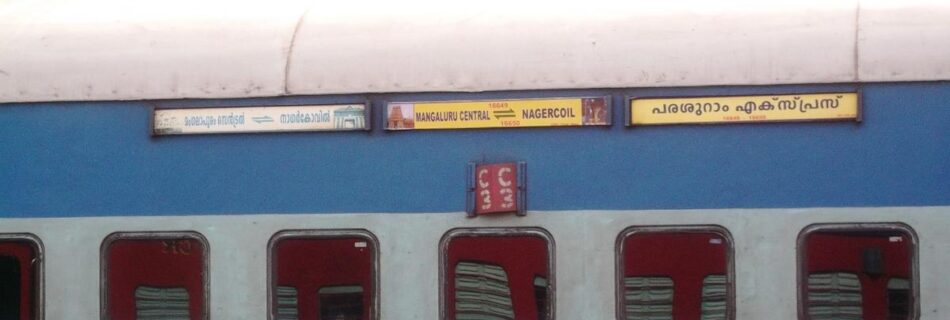 മംഗലാപുരം സെൻട്രൽ ⇌ നാഗർകോവിൽ
16649
MANGALURU CENTRAL ⇌ NAGERCOIL
16650
പരശുറാം എക്സ്പ്രസ്
16649 16650